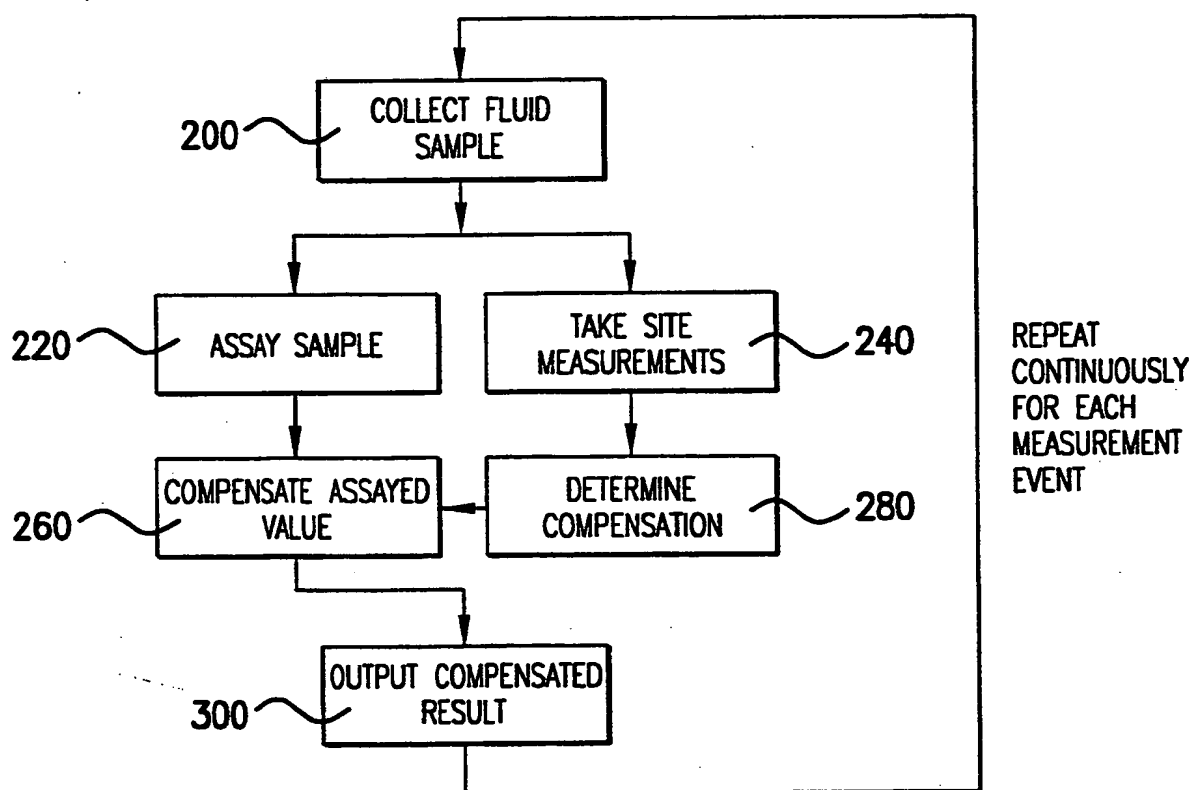 COLLECT FLUID
SAMPLE
200
ASSAY SAMPLE
220
TAKE SITE
MEASUREMENTS
240
REPEAT
CONTINUOUSLY
FOR EACH
MEASUREMENT
EVENT
COMPENSATE ASSAYED
VALUE
260
DETERMINE
COMPENSATION
280
OUTPUT COMPENSATED
RESULT
300